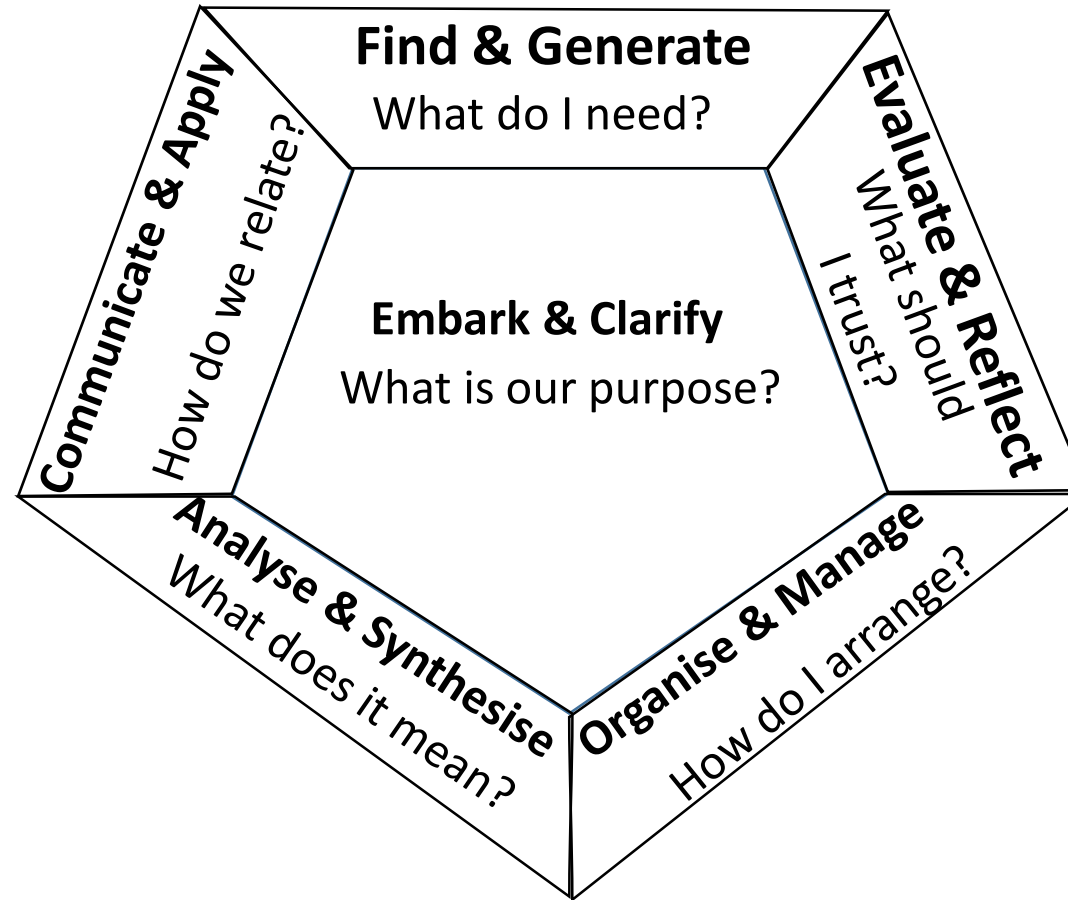 Find & Generate
What do I need?
Evaluate & Reflect
What should
I trust?
Organise & Manage
How do I arrange?
Analyse & Synthesise
What does it mean?
Communicate & Apply
How do we relate?
Embark & Clarify
What is our purpose?